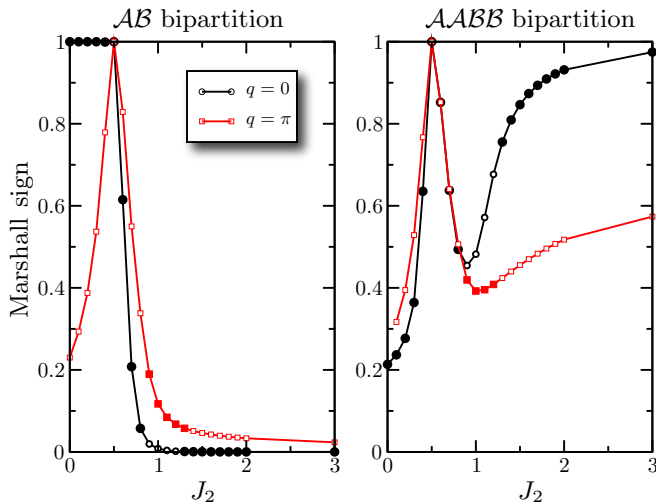 𝒜ℬ bipartition
𝒜𝒜ℬℬ bipartition
Marshall sign
1
0.8
0.6
0.4
0.2
0
0
1
2
3
J₂
q = 0
q = π
1
0.8
0.6
0.4
0.2
0
0
1
2
3
J₂